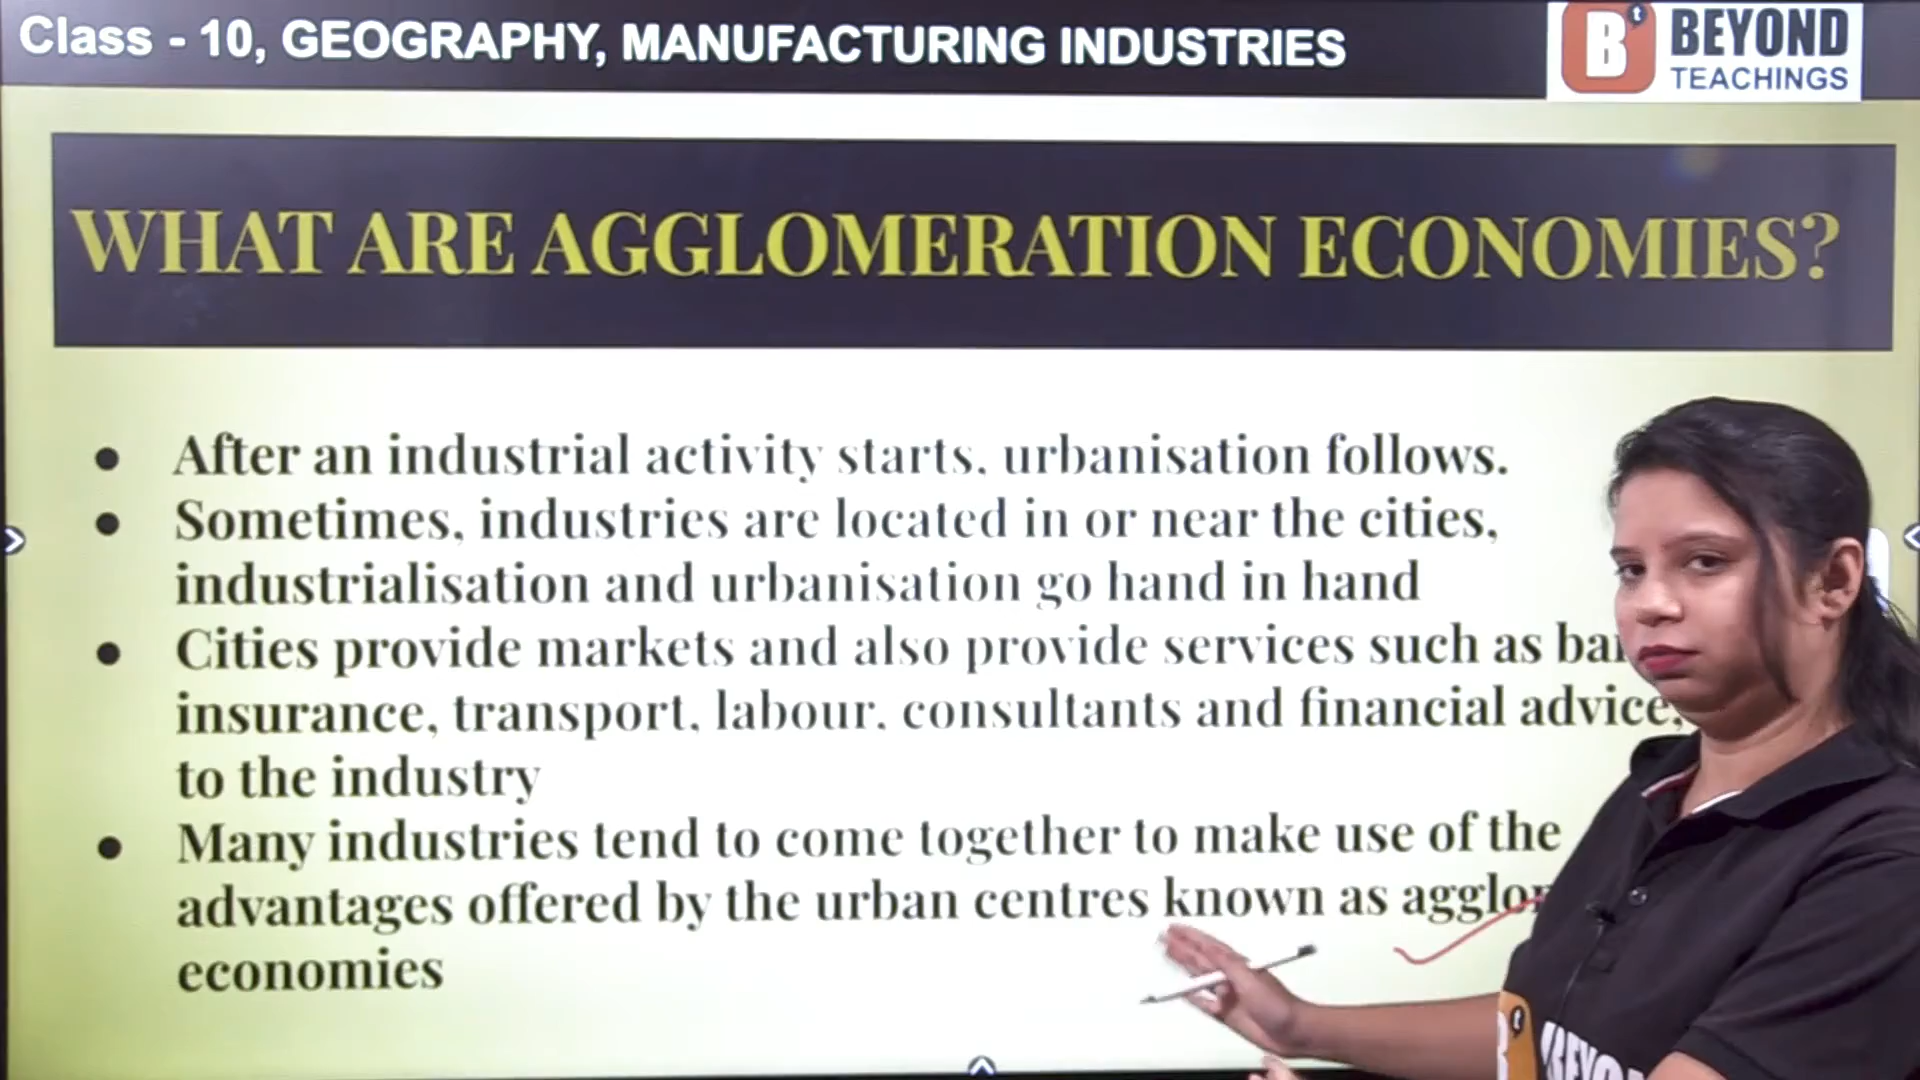 Class - 10, GEOGRAPHY, MANUFACTURING INDUSTRIES
Bt BEYOND
TEACHINGS
WHAT ARE AGGLOMERATION ECONOMIES?
● After an industrial activity starts, urbanisation follows.
● Sometimes, industries are located in or near the cities,
industrialisation and urbanisation go hand in hand
● Cities provide markets and also provide services such as
insurance, transport, labour, consultants and financial advice,
to the industry
● Many industries tend to come together to make use of the
advantages offered by the urban centres known as
economies